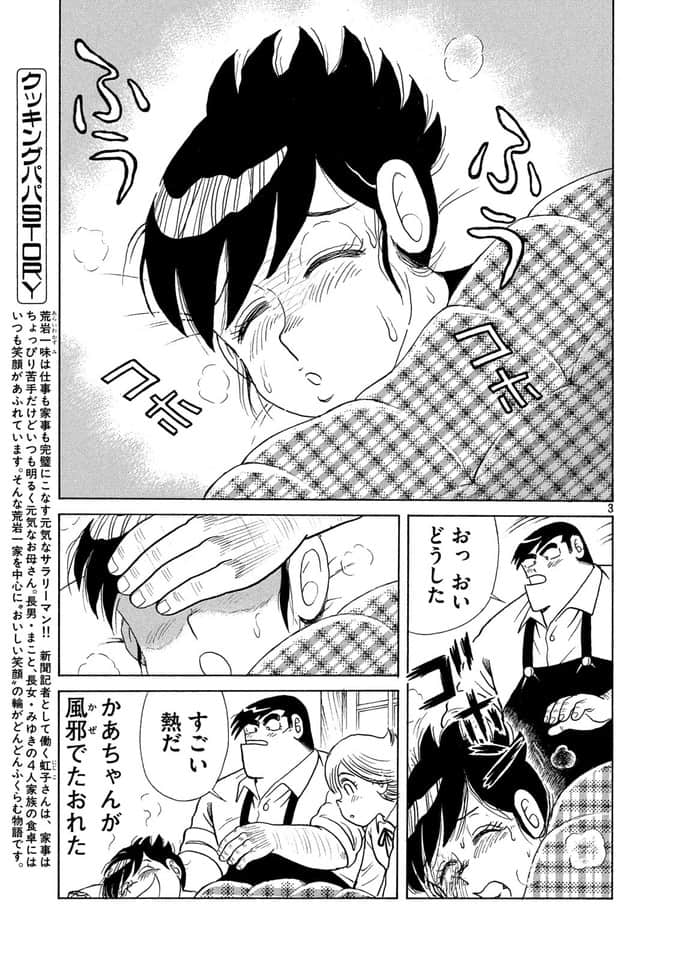 クッキングパパSTORY
荒岩一味は仕事も家事も完璧にこなす元気なサラリーマン!! 新聞記者として働く虹子さんは、家事は
ちょっぴり苦手だけどいつも明るく元気なお母さん。長男・まこと、長女・みゆきの4人家族の食卓には
いつも笑顔があふれています。そんな荒岩一家を中心に〝おいしい笑顔〟の輪がどんどんふくらむ物語です。
ふう
ふう
クた
クた
3
おっ おい
どうした
ゴホ
ゴホ
すごい
熱だ
かあちゃんが
風邪でたおれた
かぜ